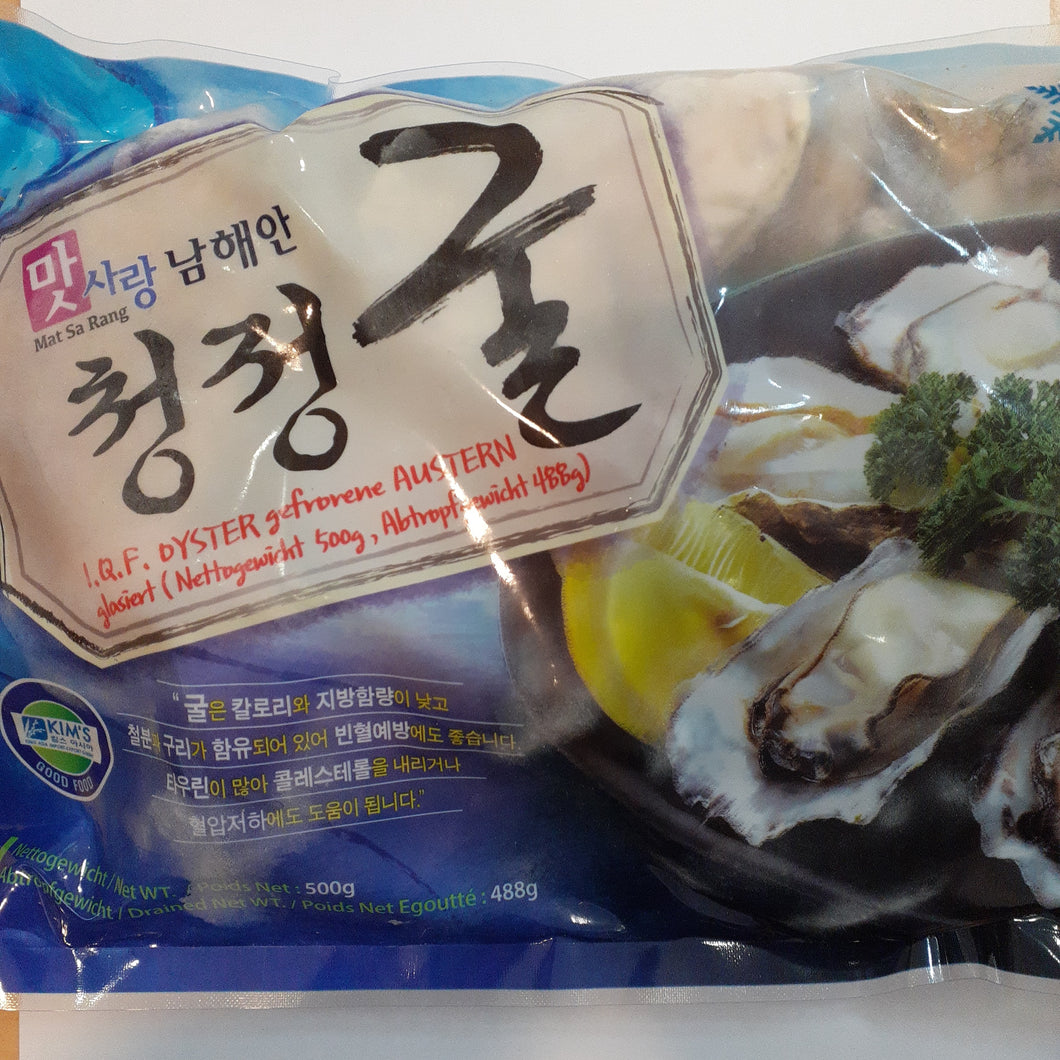 맛사랑 남해안
Mat Sa Rang
청정굴
I.Q.F. OYSTER gefrorene AUSTERN
glasiert (Nettogewicht 500g, Abtropfgewicht 488g)
“굴은 칼로리와 지방함량이 낮고
철분과 구리가 함유되어 있어 빈혈예방에도 좋습니다.
타우린이 많아 콜레스테롤을 내리거나
혈압저하에도 도움이 됩니다.”
KIM'S
킴스 아시아
GOOD FOOD
Nettogewicht / Net WT. / Poids Net : 500g
Abtropfgewicht / Drained Net WT. / Poids Net Egoutté : 488g